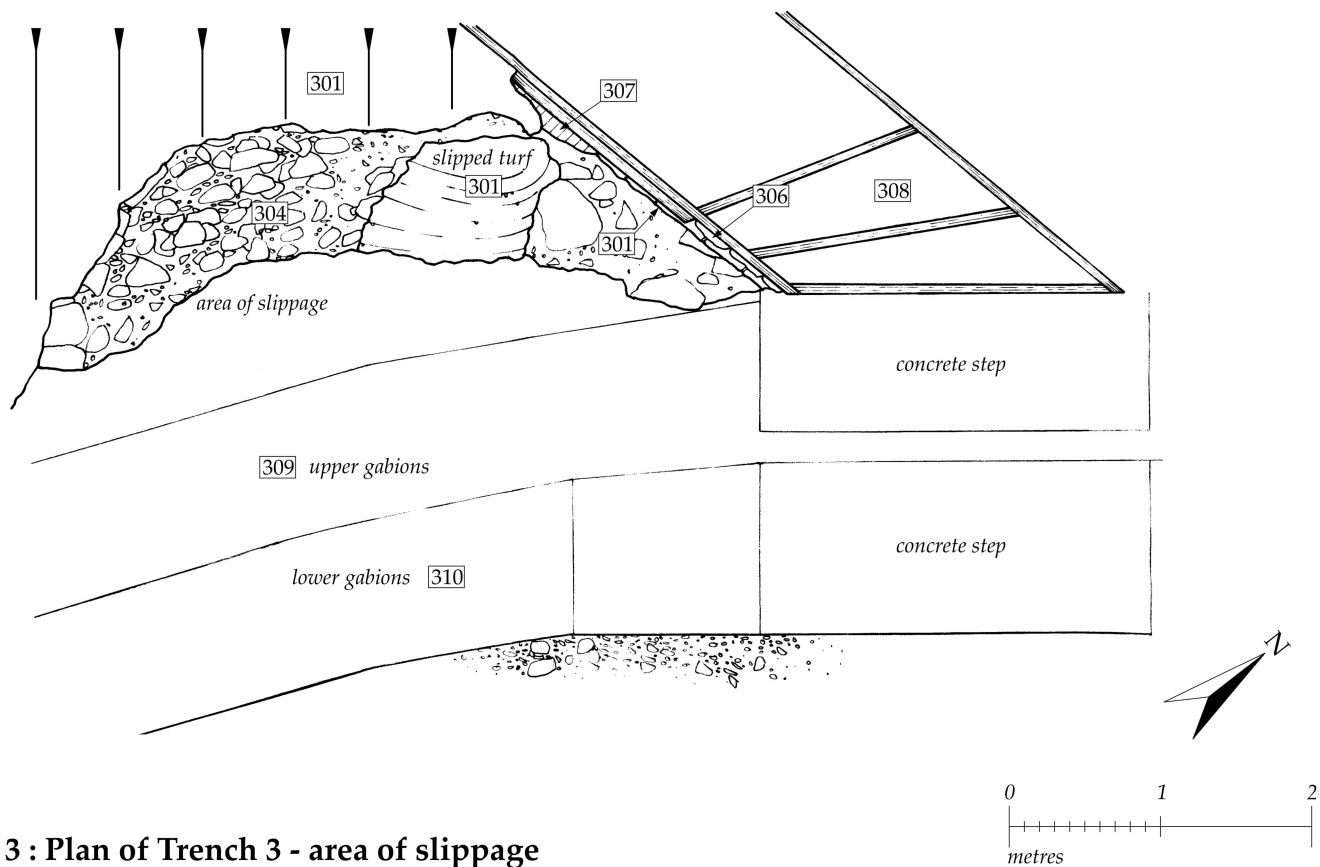 301
307
slipped turf
301
308
306
304
301
area of slippage
concrete step
309 upper gabions
concrete step
lower gabions 310
N
0 1 2
metres
3 : Plan of Trench 3 - area of slippage